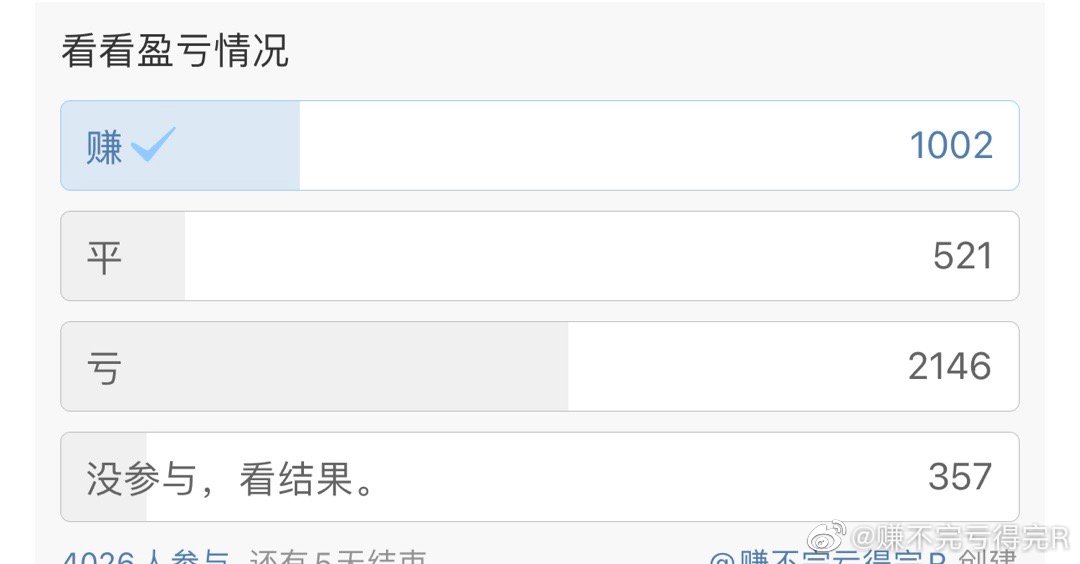 看看盈亏情况
赚 1002
平 521
亏 2146
没参与，看结果。 357
4026人参与 还有5天结束 @赚不完亏得完R 创建
@赚不完亏得完R